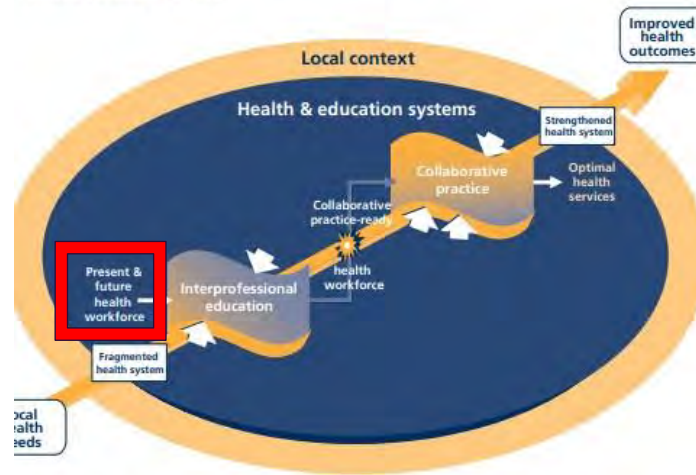 Improved
health
outcomes
Local context
Health & education systems
Strengthened
health system
Collaborative
practice
Optimal
health
services
Collaborative
practice-ready
health
workforce
Present &
future
health
workforce
Interprofessional
education
Fragmented
health system
ocal
ealth
eeds